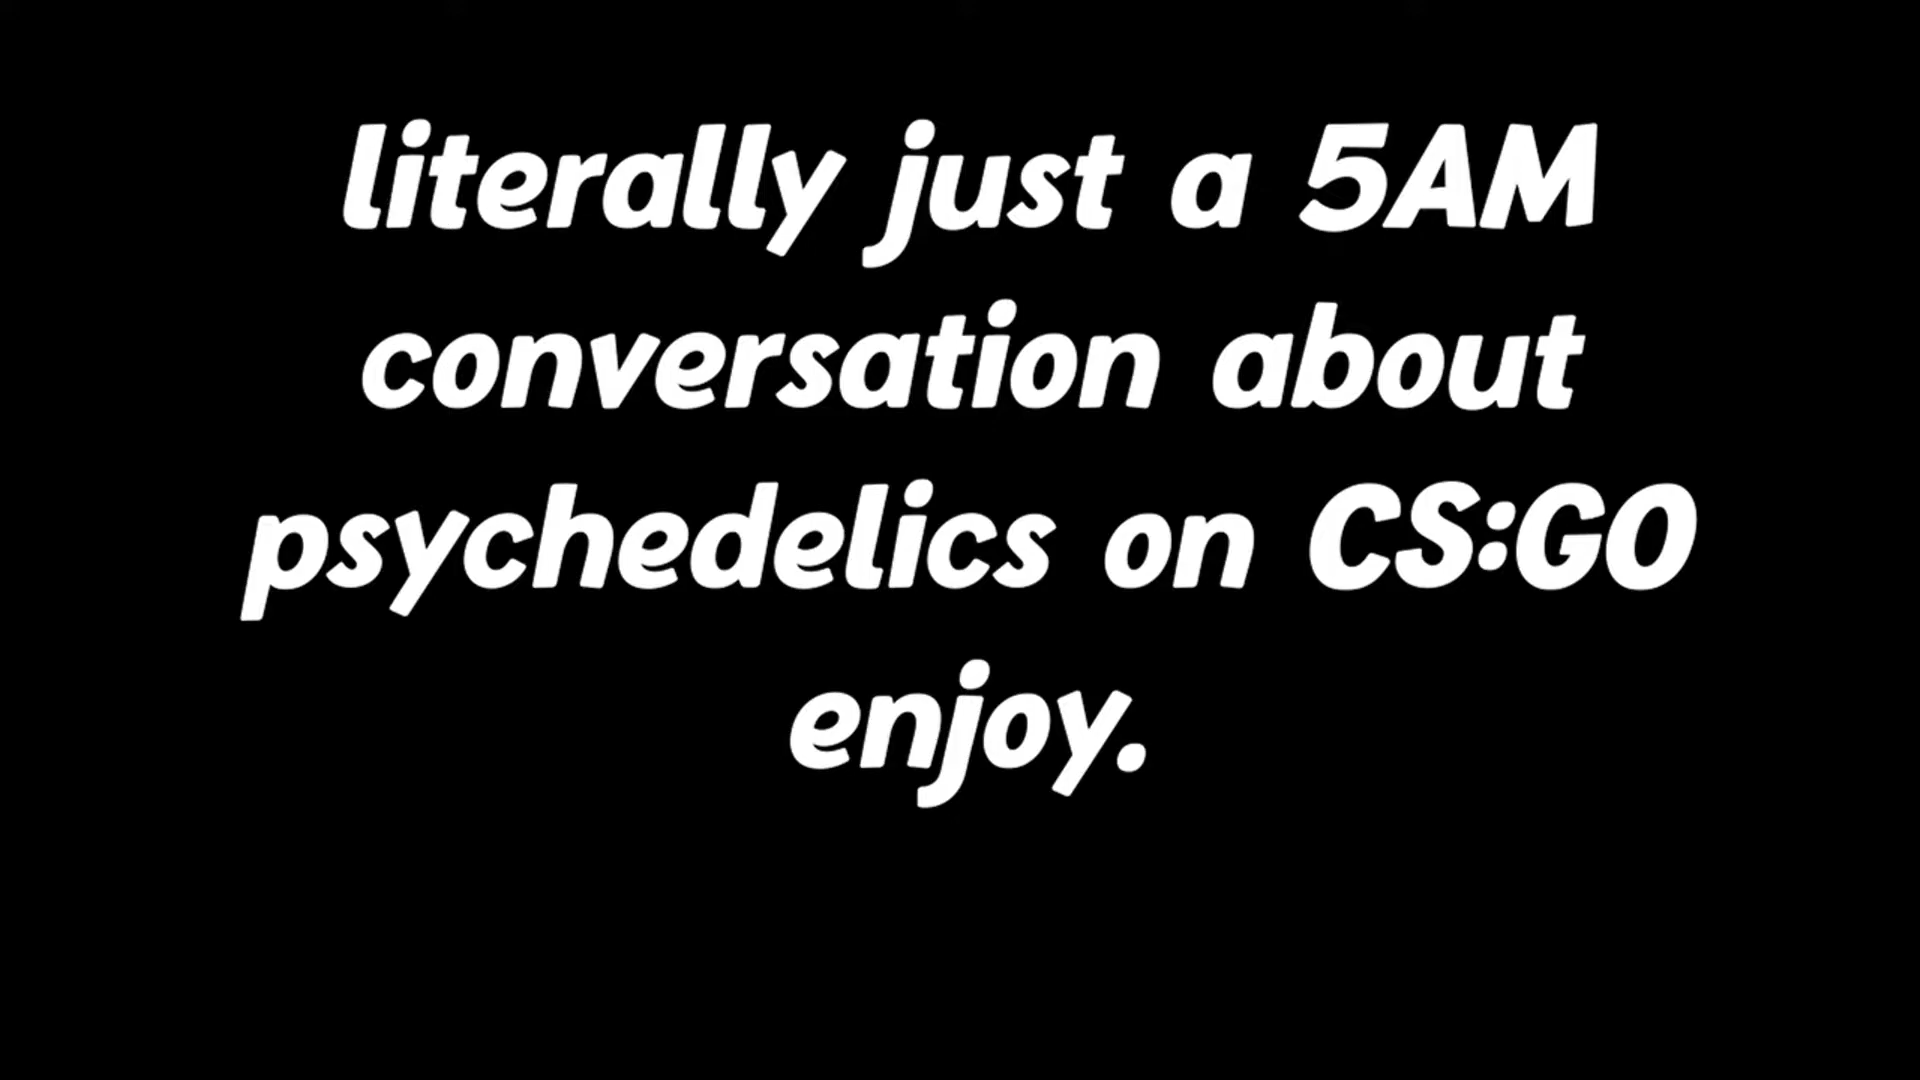 literally just a 5AM
conversation about
psychedelics on CS:GO
enjoy.